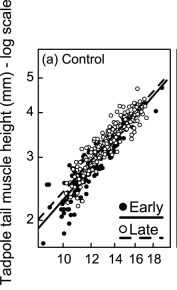 Tadpole tail muscle height (mm) - log scale
(a) Control
5
4
3
2
Early
Late
10 12 14 16 18